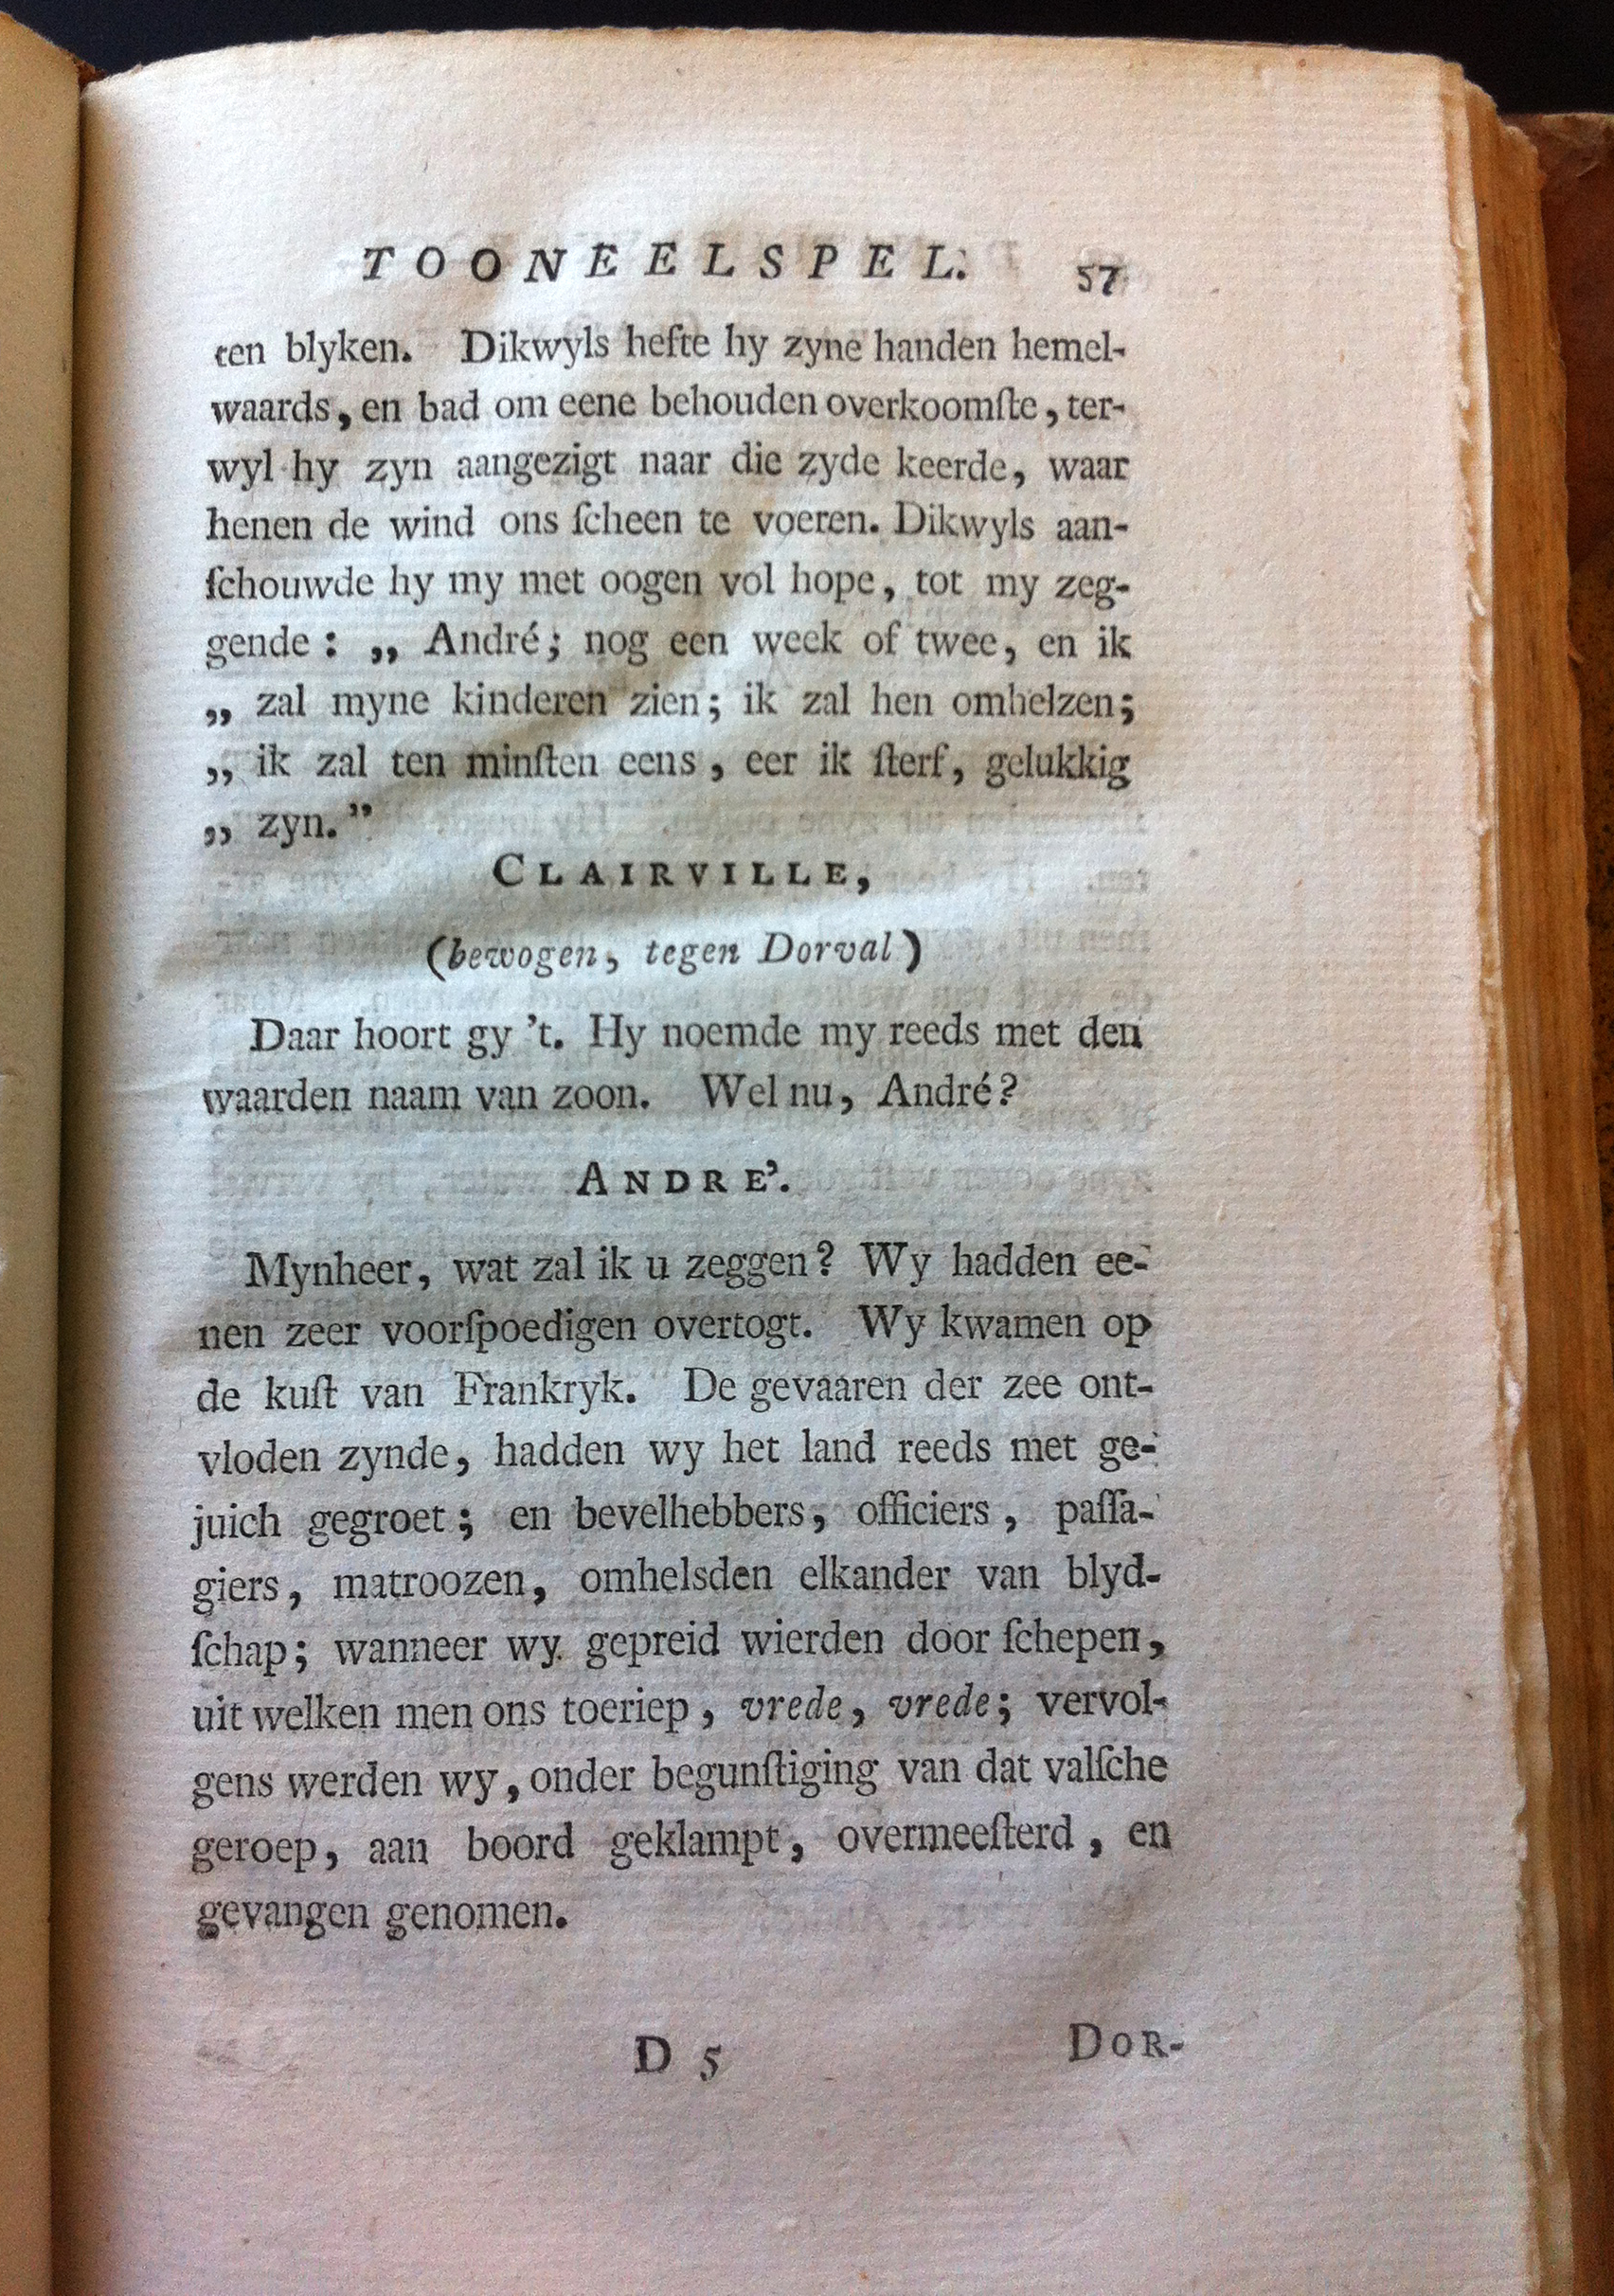 TOONEELSPEL. 57
ten blyken. Dikwyls hefte hy zyne handen hemel-
waards, en bad om eene behouden overkoomſte, ter-
wyl hy zyn aangezigt naar die zyde keerde, waar
henen de wind ons ſcheen te voeren. Dikwyls aan-
ſchouwde hy my met oogen vol hope, tot my zeg-
gende: „ André; nog een week of twee, en ik
„ zal myne kinderen zien; ik zal hen omhelzen;
„ ik zal ten minſten eens, eer ik ſterf, gelukkig
„ zyn.”
CLAIRVILLE,
(bewogen, tegen Dorval)
Daar hoort gy ’t. Hy noemde my reeds met den
waarden naam van zoon. Wel nu, André?
ANDRE’.
Mynheer, wat zal ik u zeggen? Wy hadden ee-
nen zeer voorſpoedigen overtogt. Wy kwamen op
de kuſt van Frankryk. De gevaaren der zee ont-
vloden zynde, hadden wy het land reeds met ge-
juich gegroet; en bevelhebbers, officiers, paſſa-
giers, matroozen, omhelsden elkander van blyd-
ſchap; wanneer wy gepreid wierden door ſchepen,
uit welken men ons toeriep, vrede, vrede; vervol-
gens werden wy, onder begunſtiging van dat valſche
geroep, aan boord geklampt, overmeeſterd, en
gevangen genomen.
D 5 DOR-